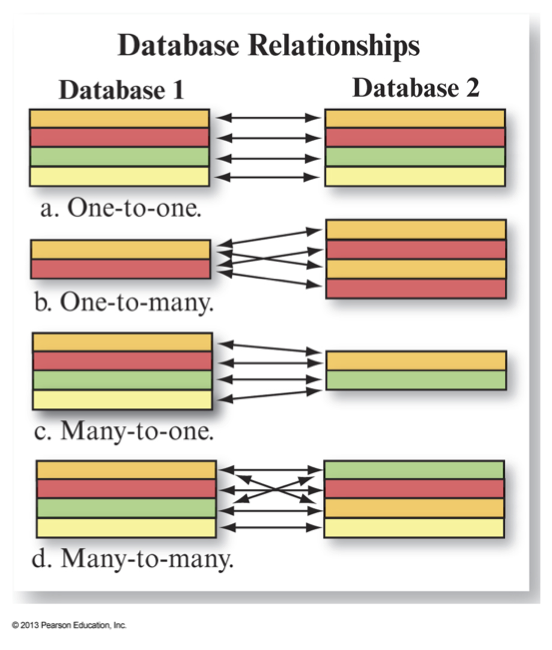 Database Relationships
Database 1
Database 2
a. One-to-one.
b. One-to-many.
c. Many-to-one.
d. Many-to-many.
© 2013 Pearson Education, Inc.